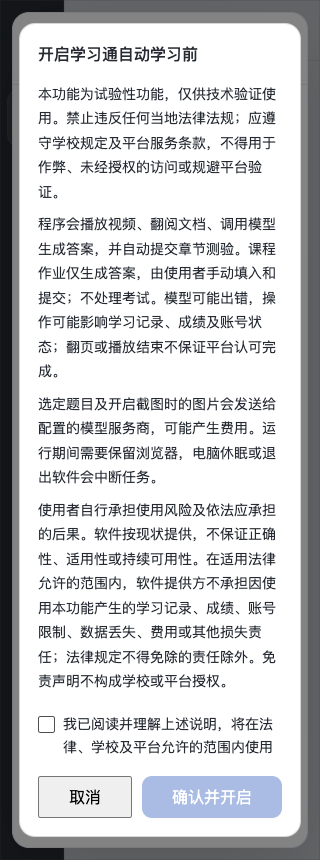 开启学习通自动学习前
本功能为试验性功能，仅供技术验证使
用。禁止违反任何当地法律法规；应遵
守学校规定及平台服务条款，不得用于
作弊、未经授权的访问或规避平台验
证。
程序会播放视频、翻阅文档、调用模型
生成答案，并自动提交章节测验。课程
作业仅生成答案，由使用者手动填入和
提交；不处理考试。模型可能出错，操
作可能影响学习记录、成绩及账号状
态；翻页或播放结束不保证平台认可完
成。
选定题目及开启截图时的图片会发送给
配置的模型服务商，可能产生费用。运
行期间需要保留浏览器，电脑休眠或退
出软件会中断任务。
使用者自行承担使用风险及依法应承担
的后果。软件按现状提供，不保证正确
性、适用性或持续可用性。在适用法律
允许的范围内，软件提供方不承担因使
用本功能产生的学习记录、成绩、账号
限制、数据丢失、费用或其他损失责
任；法律规定不得免除的责任除外。免
责声明不构成学校或平台授权。
我已阅读并理解上述说明，将在法
律、学校及平台允许的范围内使用
取消
确认并开启